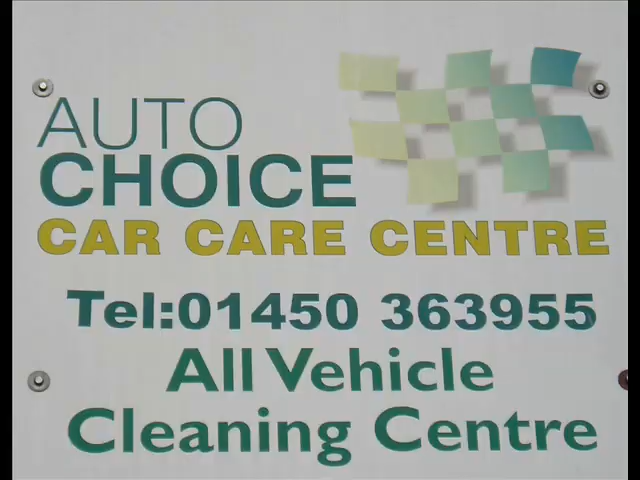 AUTO
CHOICE
CAR CARE CENTRE
Tel:01450 363955
All Vehicle
Cleaning Centre